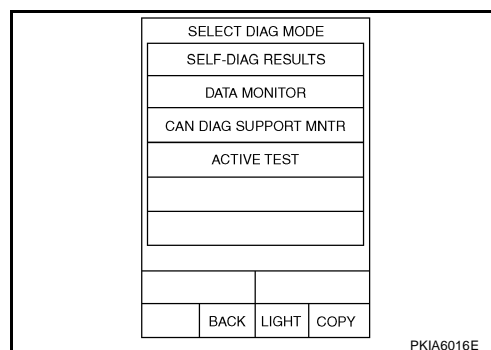 SELECT DIAG MODE
SELF-DIAG RESULTS
DATA MONITOR
CAN DIAG SUPPORT MNTR
ACTIVE TEST
BACK LIGHT COPY
PKIA6016E